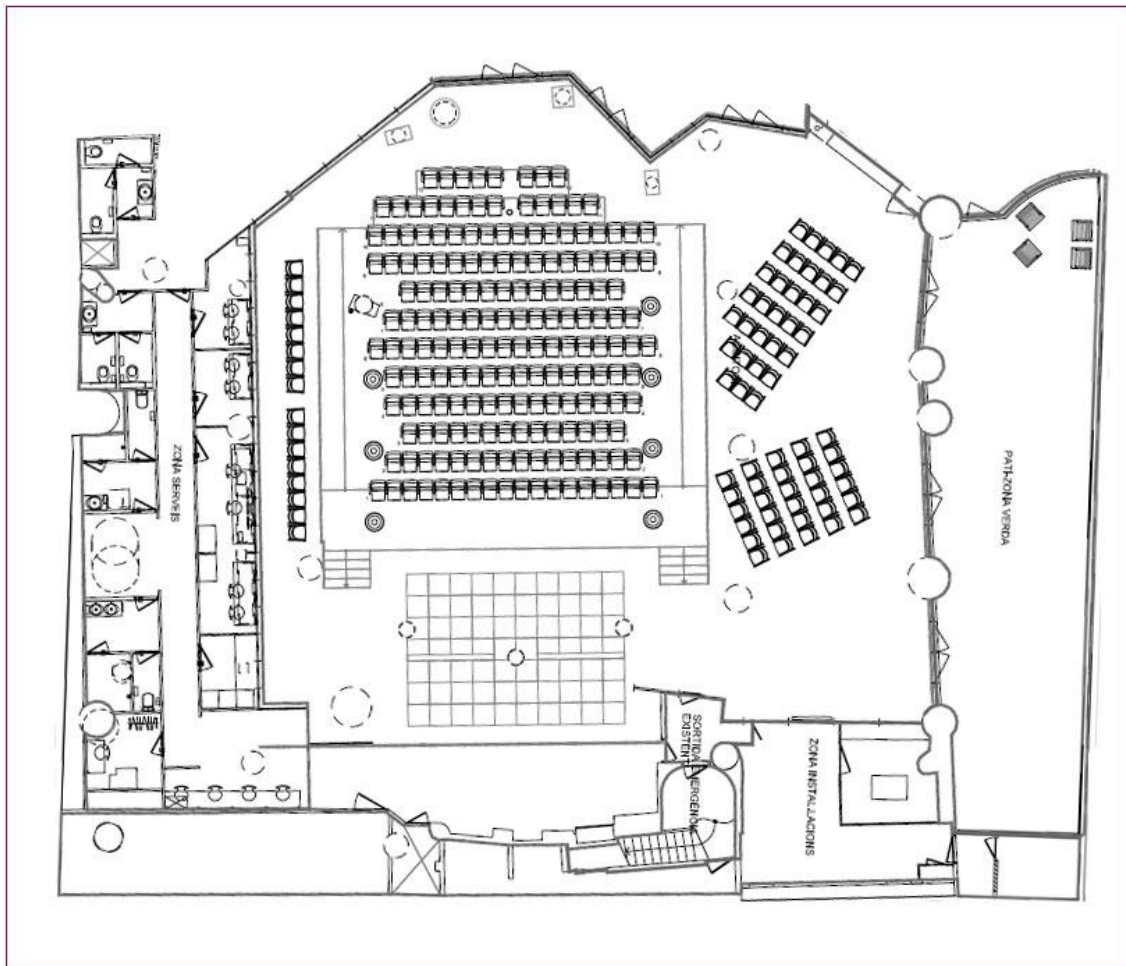 ZONA SERVEIS
PATI-ZONA VERDA
SORTIDA EMERGÈNCIA
EXISTENT
ZONA INSTAL.LACIONS